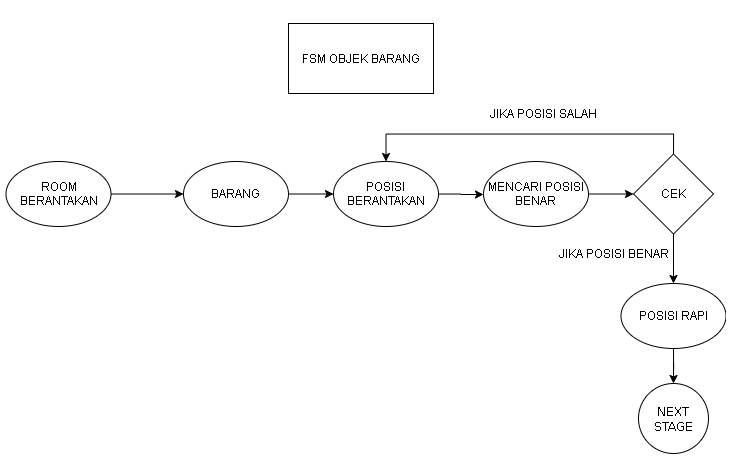 FSM OBJEK BARANG
JIKA POSISI SALAH
ROOM
BERANTAKAN
BARANG
POSISI
BERANTAKAN
MENCARI POSISI
BENAR
CEK
JIKA POSISI BENAR
POSISI RAPI
NEXT
STAGE